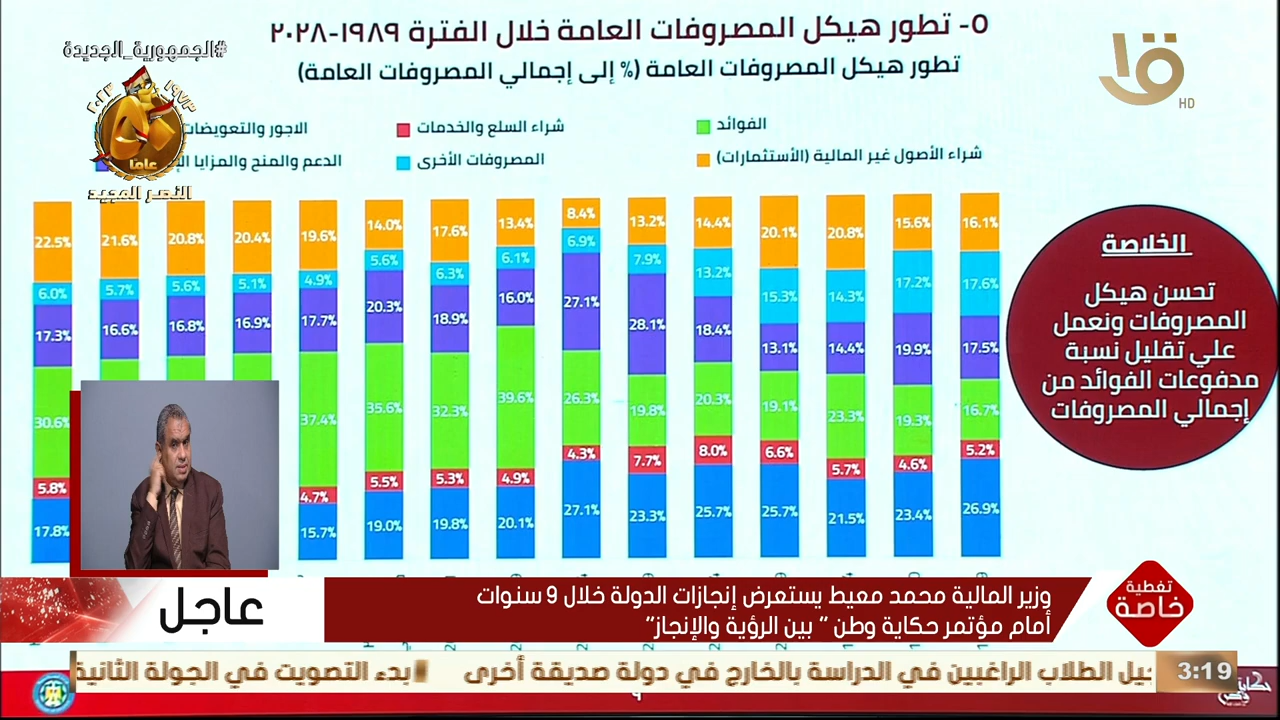 ٥- تطور هيكل المصروفات العامة خلال الفترة ١٩٨٩-٢٠٢٨
تطور هيكل المصروفات العامة (% إلى إجمالي المصروفات العامة)
#الجمهورية_الجديدة
١٩٧٣ ٢٠٢٣
عاما
النصر المجيد
HD
الفوائد
شراء السلع والخدمات
الاجور والتعويضات
شراء الأصول غير المالية (الأستثمارات)
المصروفات الأخرى
الدعم والمنح والمزايا
22.5% 21.6% 20.8% 20.4% 19.6% 14.0% 17.6% 13.4% 8.4% 13.2% 14.4% 20.1% 20.8% 15.6% 16.1%
6.0% 5.7% 5.6% 5.1% 4.9% 5.6% 6.3% 6.1% 6.9% 7.9% 13.2% 15.3% 14.3% 17.2% 17.6%
17.3% 16.6% 16.8% 16.9% 17.7% 20.3% 18.9% 16.0% 27.1% 28.1% 18.4% 13.1% 14.4% 19.9% 17.5%
30.6% 37.4% 35.6% 32.3% 39.6% 26.3% 19.8% 20.3% 19.1% 23.3% 19.3% 16.7%
5.8% 4.7% 5.5% 5.3% 4.9% 4.3% 7.7% 8.0% 6.6% 5.7% 4.6% 5.2%
17.8% 15.7% 19.0% 19.8% 20.1% 27.1% 23.3% 25.7% 25.7% 21.5% 23.4% 26.9%
الخلاصة
تحسن هيكل
المصروفات ونعمل
علي تقليل نسبة
مدفوعات الفوائد من
إجمالي المصروفات
تغطية
خاصة
وزير المالية محمد معيط يستعرض إنجازات الدولة خلال 9 سنوات
أمام مؤتمر حكاية وطن " بين الرؤية والإنجاز"
عاجل
3:19
الطلاب الراغبين في الدراسة بالخارج في دولة صديقة أخرى
بدء التصويت في الجولة الثانية
حكاية وطن
٩